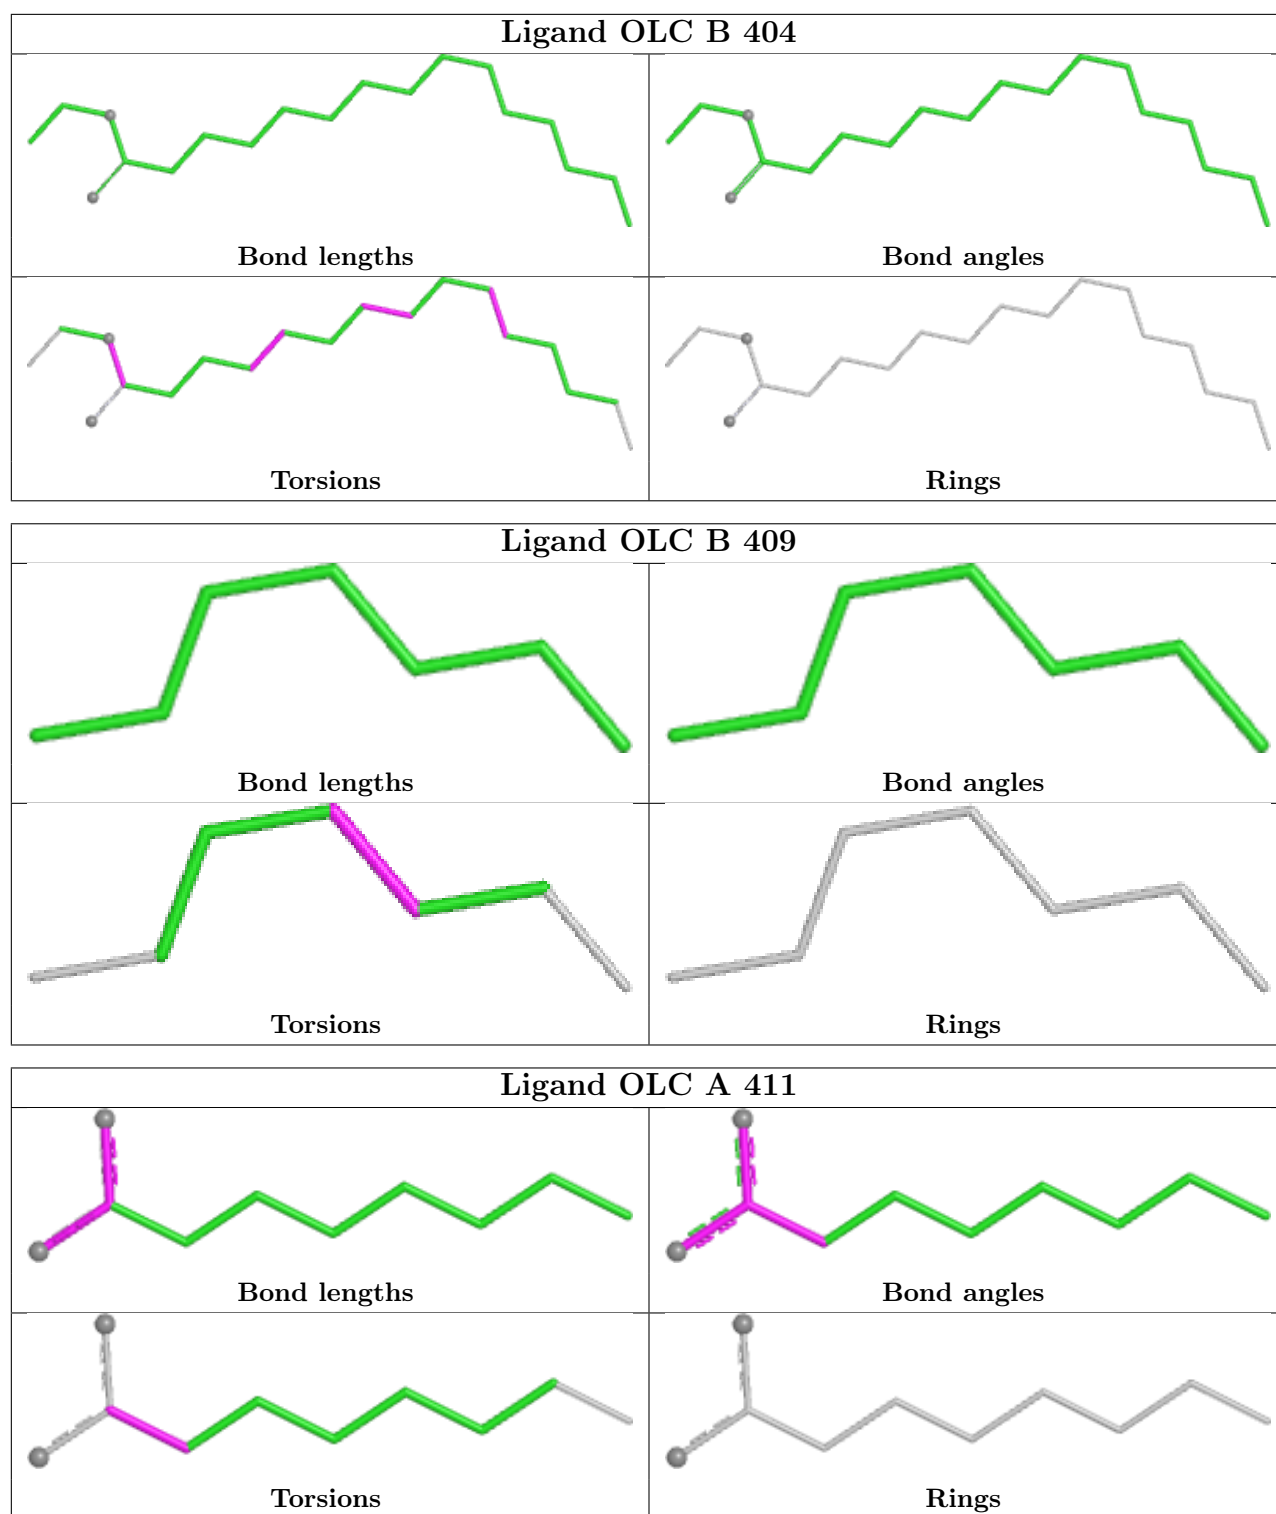 Ligand OLC B 404
Bond lengths
Bond angles
Torsions
Rings
Ligand OLC B 409
Bond lengths
Bond angles
Torsions
Rings
Ligand OLC A 411
Bond lengths
Bond angles
Torsions
Rings